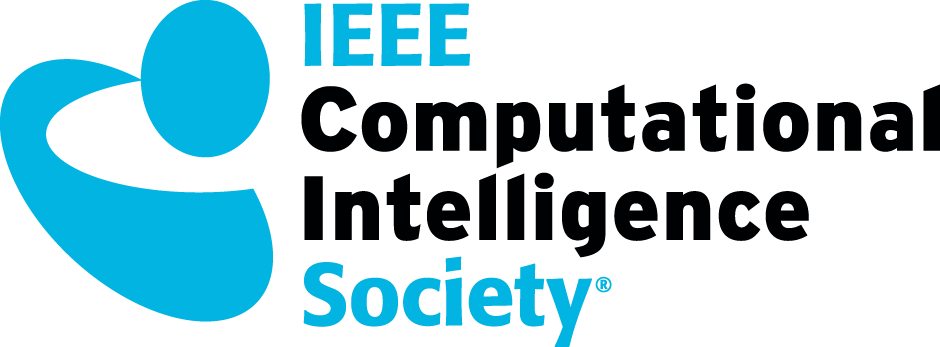 IEEE
Computational
Intelligence
Society®